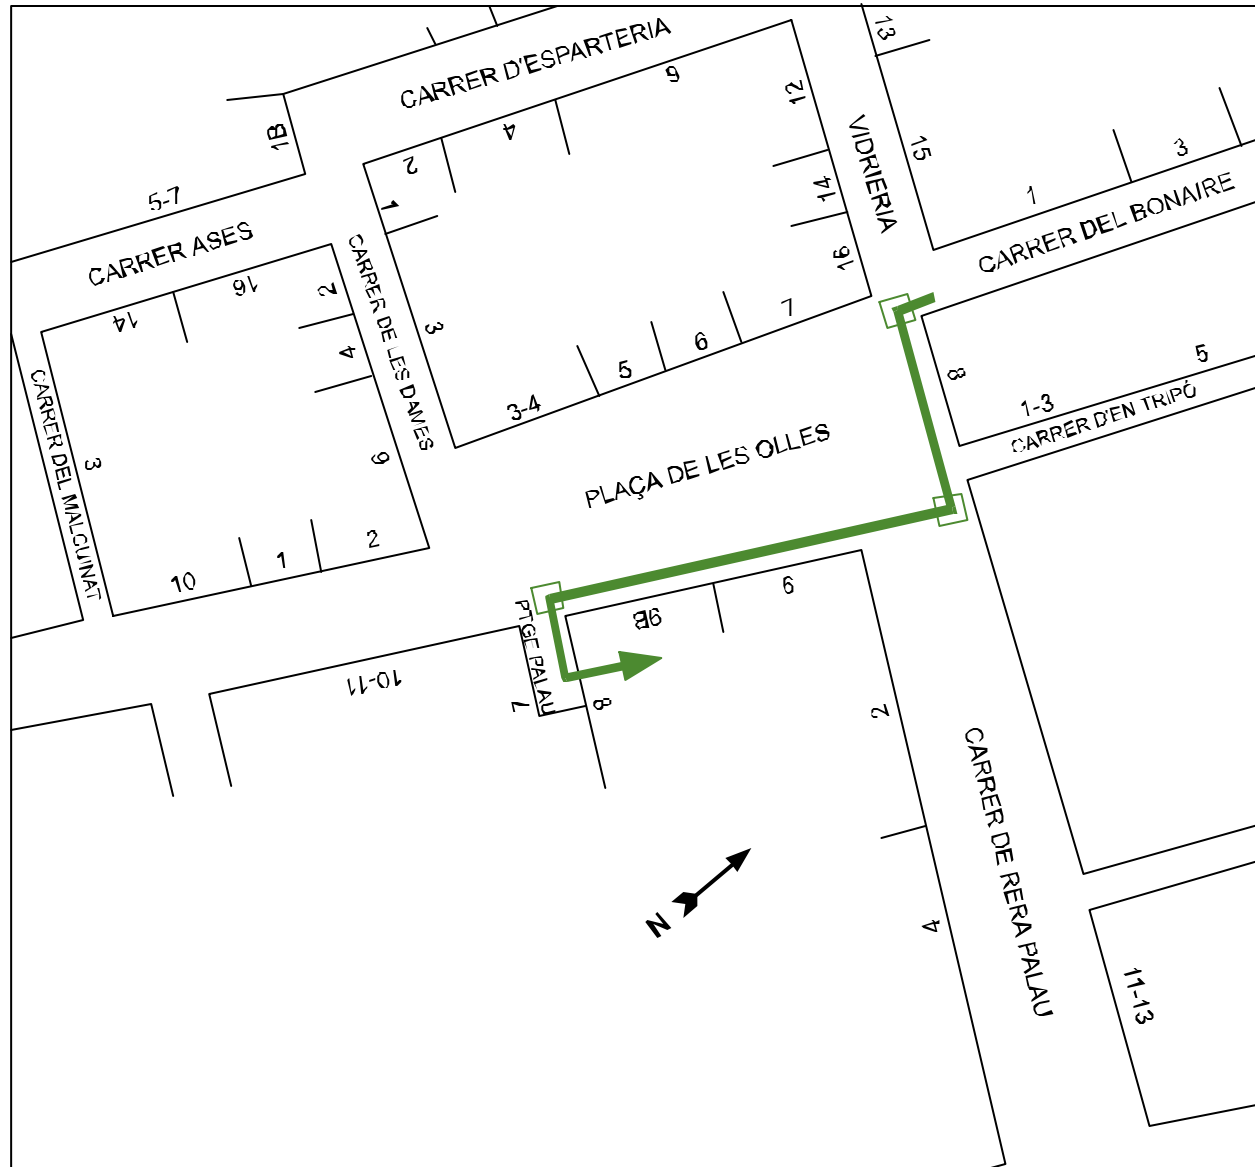 13
CARRER D'ESPARTERIA
9
12
4
1B
VIDRIERIA
15
3
2
1
5-7
1
14
CARRER DEL BONAIRE
CARRER ASES
16
16
2
CARRER DE LES DAMES
7
14
3
6
4
5
8
5
3-4
1-3
CARRER D'EN TRIPÓ
CARRER DEL MALCUINAT
3
9
PLAÇA DE LES OLLES
2
1
10
9
9B
PTGE PALAU
10-11
7
8
2
CARRER DE RERA PALAU
N
4
11-13